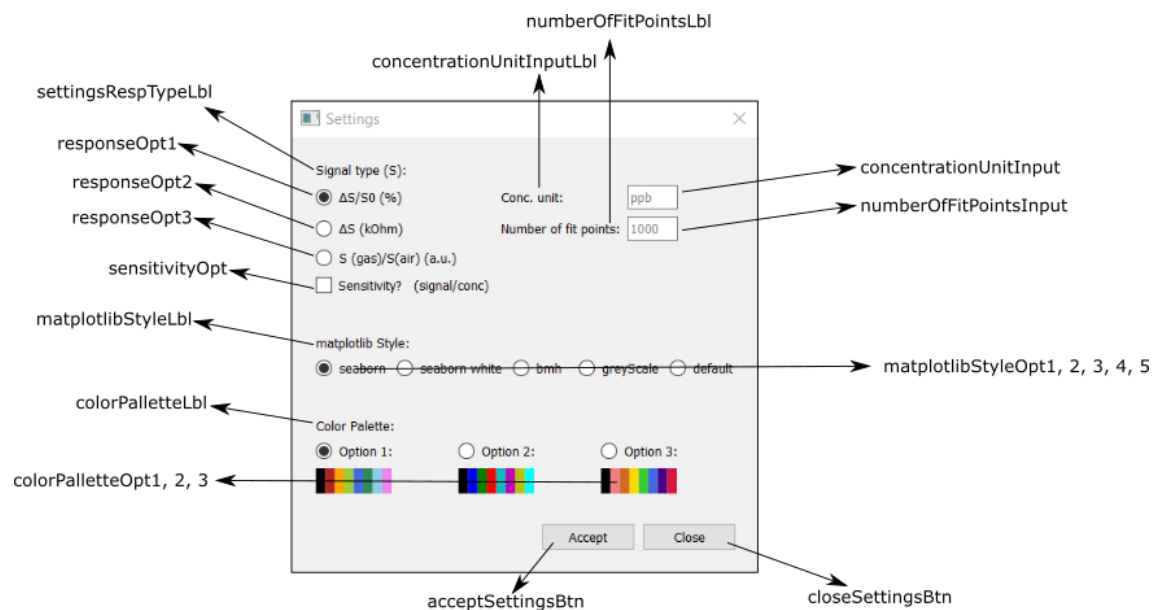 numberOfFitPointsLbl
concentrationUnitInputLbl
settingsRespTypeLbl
Settings
responseOpt1
Signal type (S):
concentrationUnitInput
responseOpt2
ΔS/S0 (%)
Conc. unit:
ppb
responseOpt3
numberOfFitPointsInput
ΔS (kOhm)
Number of fit points:
1000
S (gas)/S(air) (a.u.)
sensitivityOpt
Sensitivity? (signal/conc)
matplotlibStyleLbl
matplotlib Style:
seaborn seaborn white bmh greyScale default
matplotlibStyleOpt1, 2, 3, 4, 5
colorPalletteLbl
Color Palette:
Option 1: Option 2: Option 3:
colorPalletteOpt1, 2, 3
Accept Close
acceptSettingsBtn
closeSettingsBtn